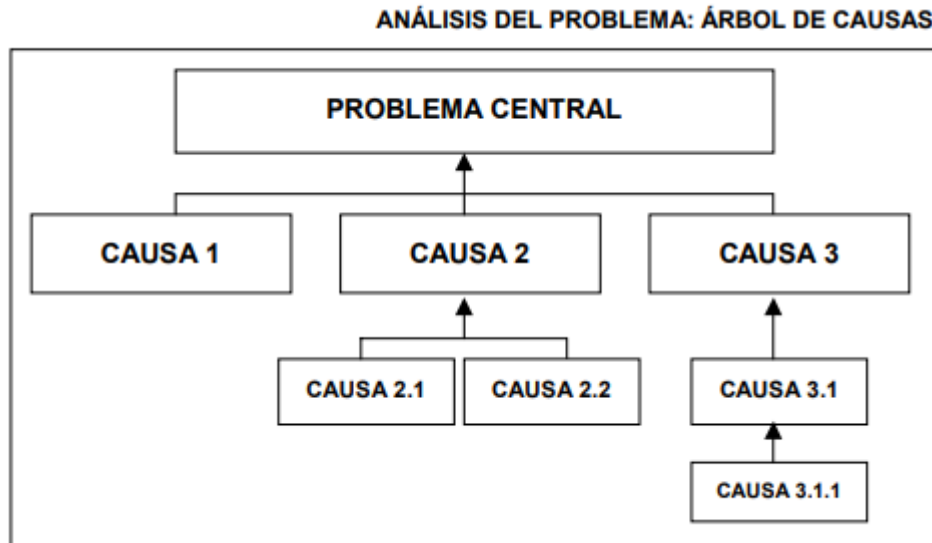 ANÁLISIS DEL PROBLEMA: ÁRBOL DE CAUSAS
PROBLEMA CENTRAL
CAUSA 1
CAUSA 2
CAUSA 3
CAUSA 2.1
CAUSA 2.2
CAUSA 3.1
CAUSA 3.1.1